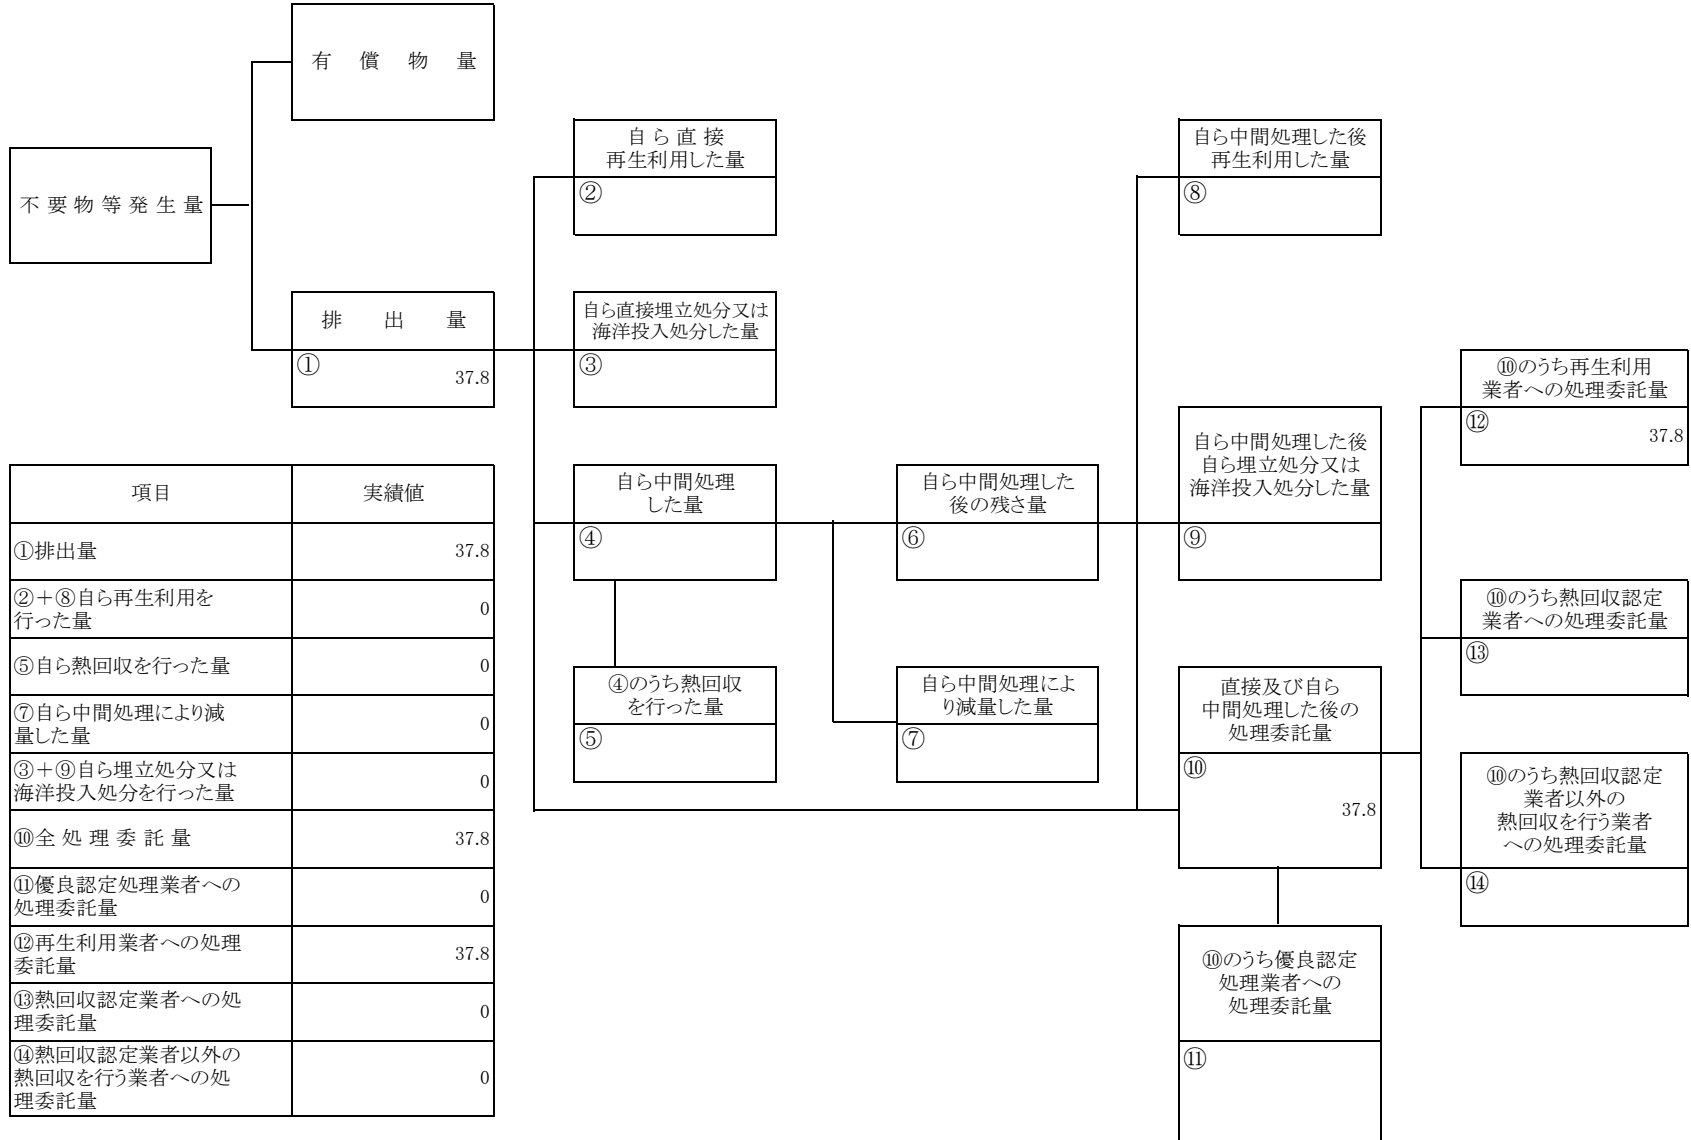 有償物量
不要物等発生量
排出量
①
37.8
自ら直接
再生利用した量
②
自ら直接埋立処分又は
海洋投入処分した量
③
自ら中間処理
した量
④
④のうち熱回収
を行った量
⑤
自ら中間処理した
後の残さ量
⑥
自ら中間処理によ
り減量した量
⑦
自ら中間処理した後
再生利用した量
⑧
自ら中間処理した後
自ら埋立処分又は
海洋投入処分した量
⑨
直接及び自ら
中間処理した後の
処理委託量
⑩
37.8
⑩のうち優良認定
処理業者への
処理委託量
⑪
⑩のうち再生利用
業者への処理委託量
⑫
37.8
⑩のうち熱回収認定
業者への処理委託量
⑬
⑩のうち熱回収認定
業者以外の
熱回収を行う業者
への処理委託量
⑭
項目 実績値
①排出量 37.8
②＋⑧自ら再生利用を
行った量 0
⑤自ら熱回収を行った量 0
⑦自ら中間処理により減
量した量 0
③＋⑨自ら埋立処分又は
海洋投入処分を行った量 0
⑩全処理委託量 37.8
⑪優良認定処理業者への
処理委託量 0
⑫再生利用業者への処理
委託量 37.8
⑬熱回収認定業者への処
理委託量 0
⑭熱回収認定業者以外の
熱回収を行う業者への処
理委託量 0